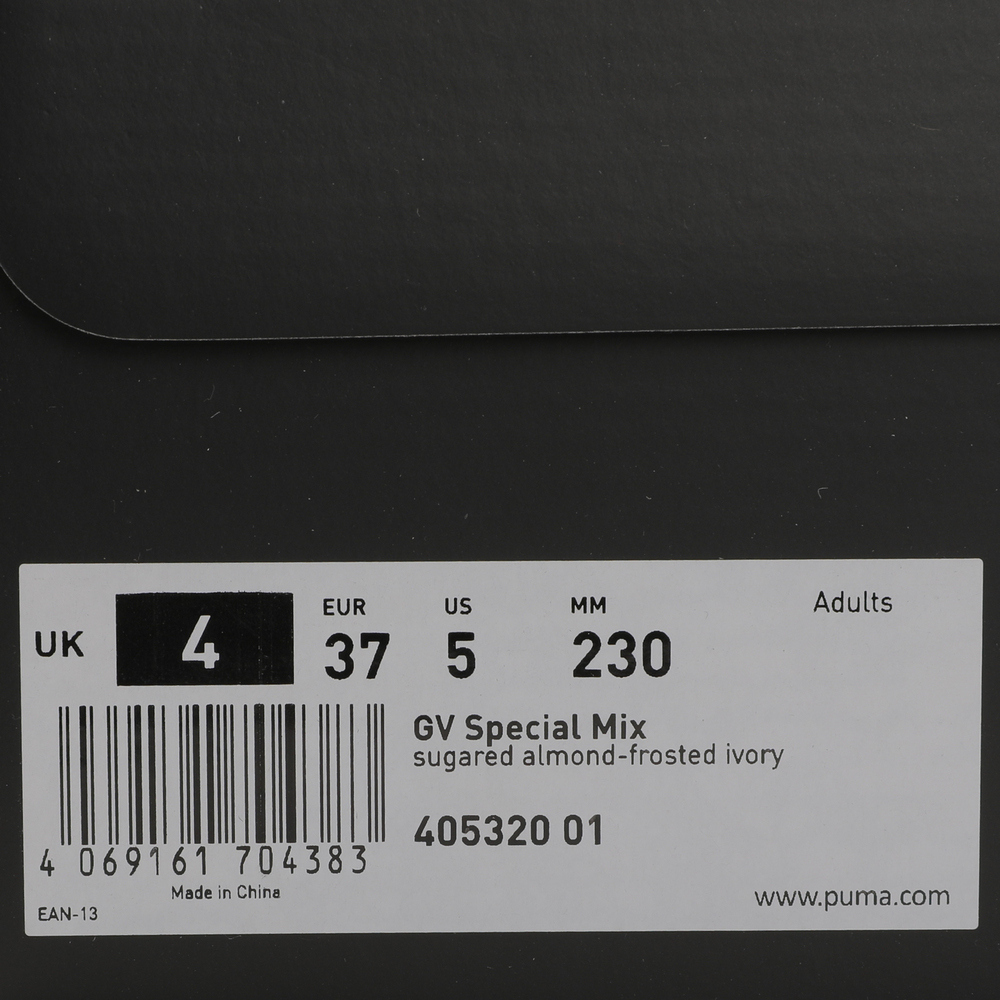 UK 4
EUR 37
US 5
MM 230
Adults
GV Special Mix
sugared almond-frosted ivory
405320 01
4 069161 704383
Made in China
EAN-13
www.puma.com